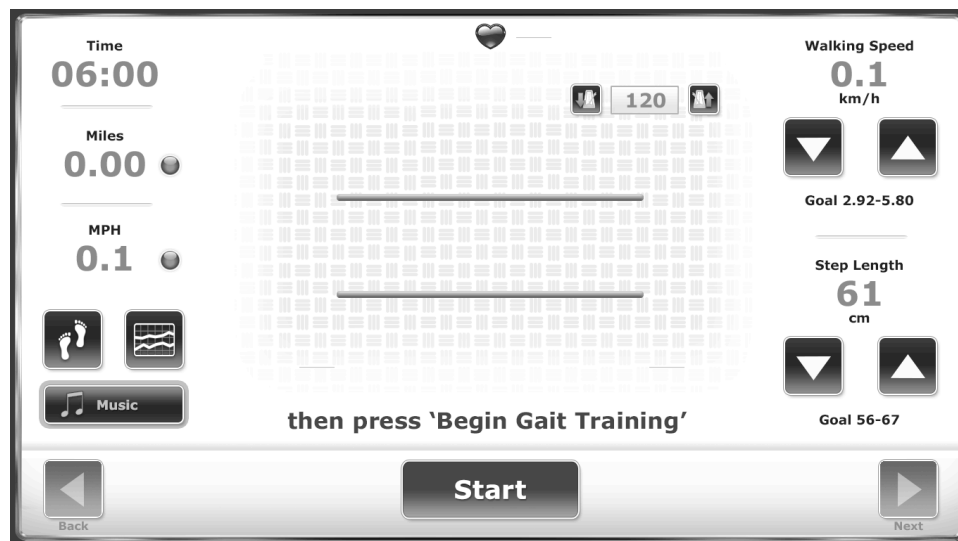 Time
06:00
Miles
0.00
MPH
0.1
Music
120
then press ‘Begin Gait Training’
Walking Speed
0.1
km/h
Goal 2.92-5.80
Step Length
61
cm
Goal 56-67
Back
Start
Next